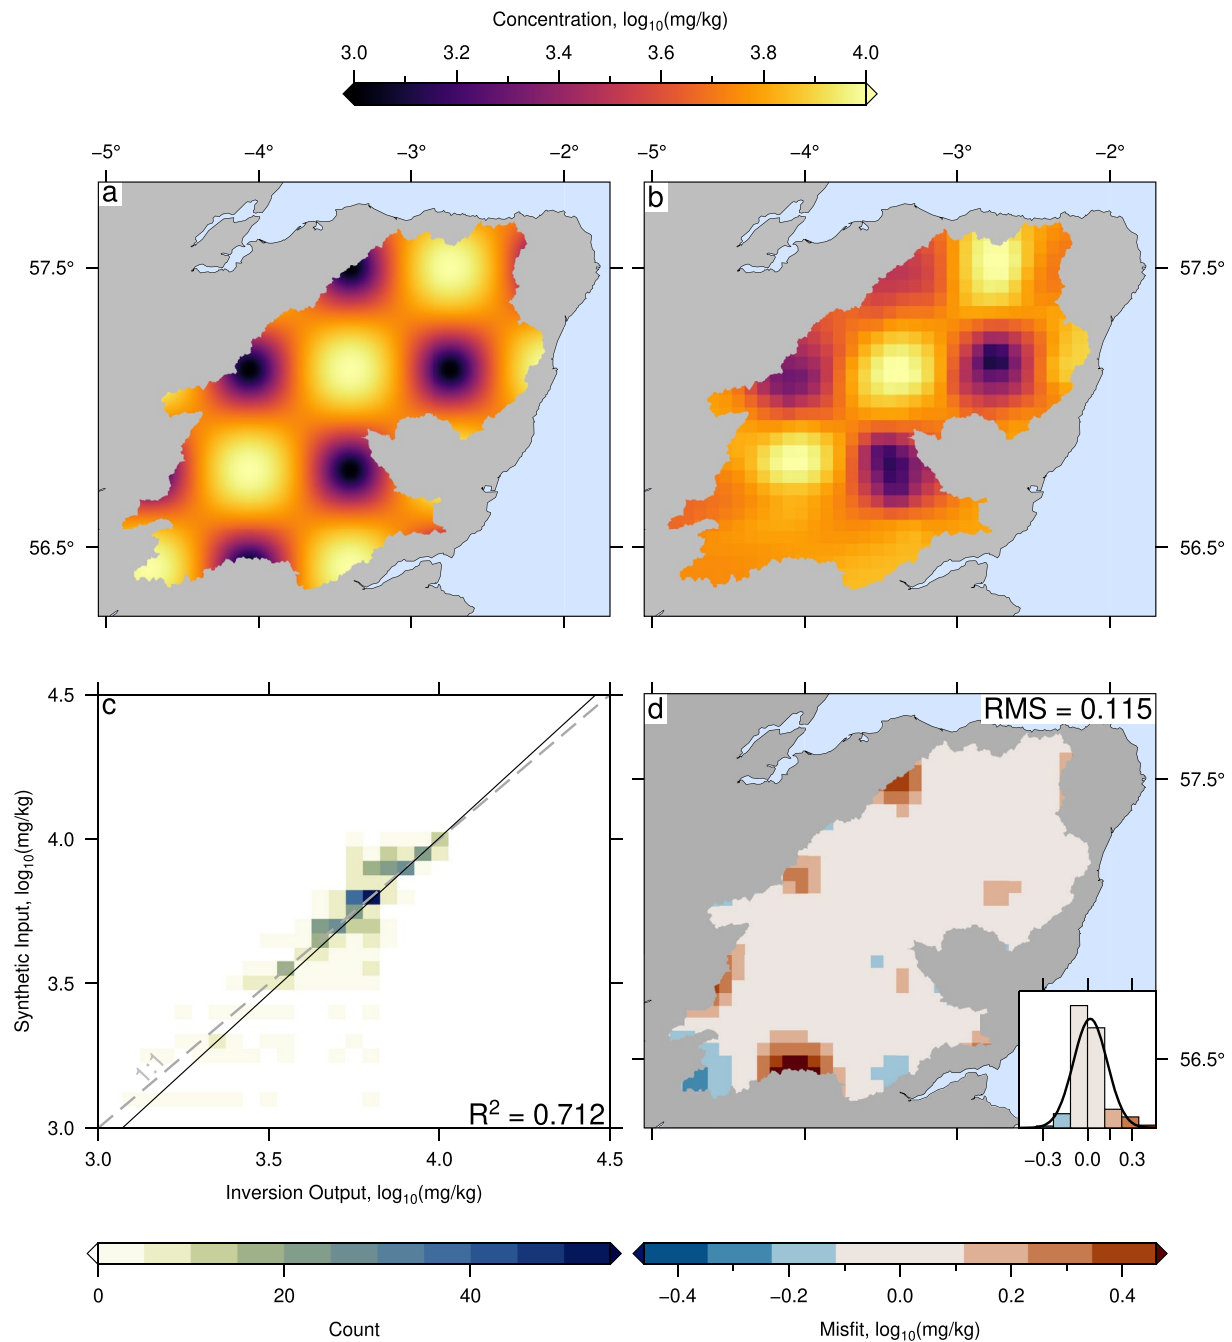 Concentration, log10(mg/kg)
3.0 3.2 3.4 3.6 3.8 4.0
−5° −4° −3° −2° −5° −4° −3° −2°
a b
57.5° 57.5°
56.5° 56.5°
4.5 c d RMS = 0.115
57.5°
4.0
Synthetic Input, log10(mg/kg)
3.5
1:1 56.5°
R2 = 0.712
3.0
3.0 3.5 4.0 4.5 −0.3 0.0 0.3
Inversion Output, log10(mg/kg)
0 20 40 −0.4 −0.2 0.0 0.2 0.4
Count Misfit, log10(mg/kg)